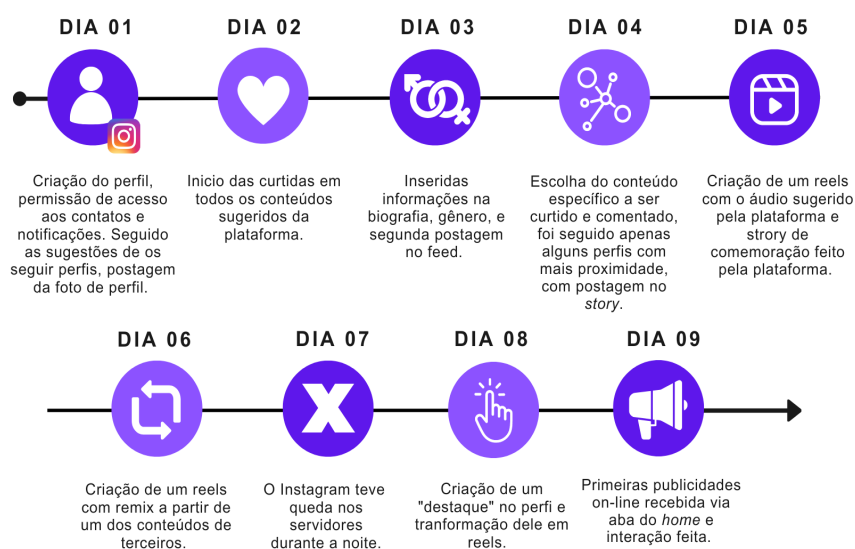 DIA 01
Criação do perfil,
permissão de acesso
aos contatos e
notificações. Seguido
as sugestões de os
seguir perfis, postagem
da foto de perfil.
DIA 02
Inicio das curtidas em
todos os conteúdos
sugeridos da
plataforma.
DIA 03
Inseridas
informações na
biografia, gênero, e
segunda postagem
no feed.
DIA 04
Escolha do conteúdo
específico a ser
curtido e comentado,
foi seguido apenas
alguns perfis com
mais proximidade,
com postagem no
story.
DIA 05
Criação de um reels
com o áudio sugerido
pela plataforma e
strory de
comemoração feito
pela plataforma.
DIA 06
Criação de um reels
com remix a partir de
um dos conteúdos de
terceiros.
DIA 07
X
O Instagram teve
queda nos
servidores
durante a noite.
DIA 08
Criação de um
"destaque" no perfi e
tranformação dele em
reels.
DIA 09
Primeiras publicidades
on-line recebida via
aba do home e
interação feita.